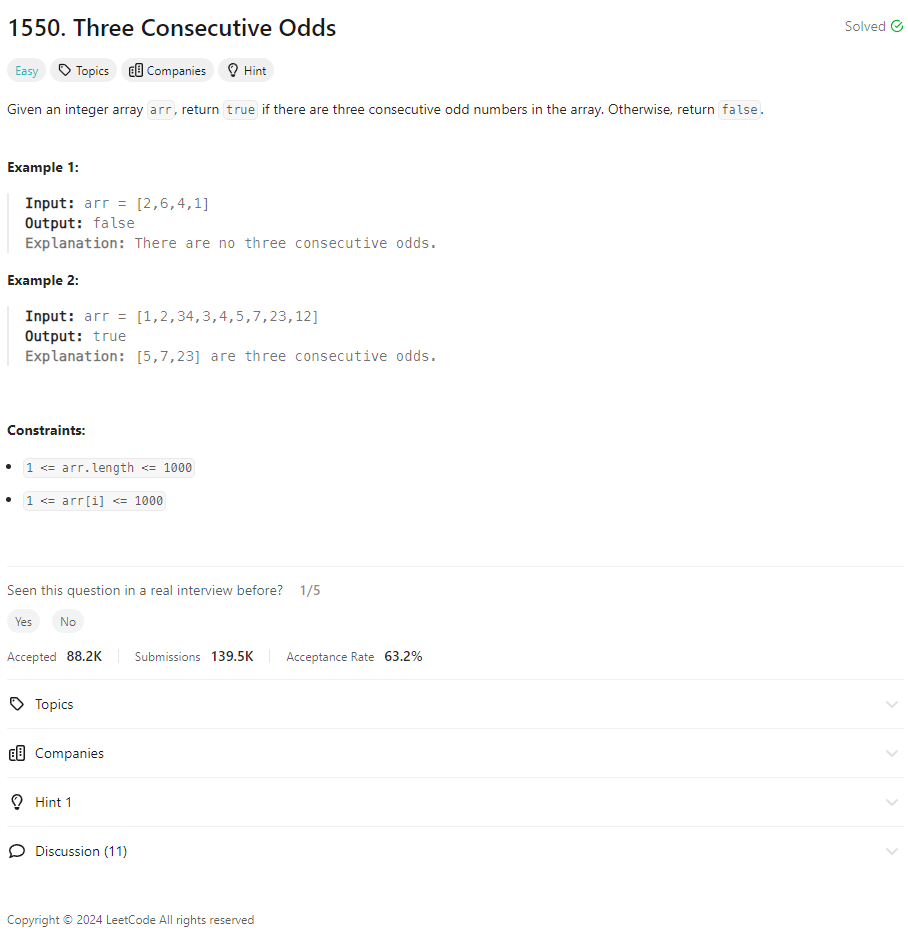 1550. Three Consecutive Odds
Solved
Easy Topics Companies Hint
Given an integer array arr, return true if there are three consecutive odd numbers in the array. Otherwise, return false.
Example 1:
Input: arr = [2,6,4,1]
Output: false
Explanation: There are no three consecutive odds.
Example 2:
Input: arr = [1,2,34,3,4,5,7,23,12]
Output: true
Explanation: [5,7,23] are three consecutive odds.
Constraints:
1 <= arr.length <= 1000
1 <= arr[i] <= 1000
Seen this question in a real interview before? 1/5
Yes No
Accepted 88.2K Submissions 139.5K Acceptance Rate 63.2%
Topics
Companies
Hint 1
Discussion (11)
Copyright © 2024 LeetCode All rights reserved